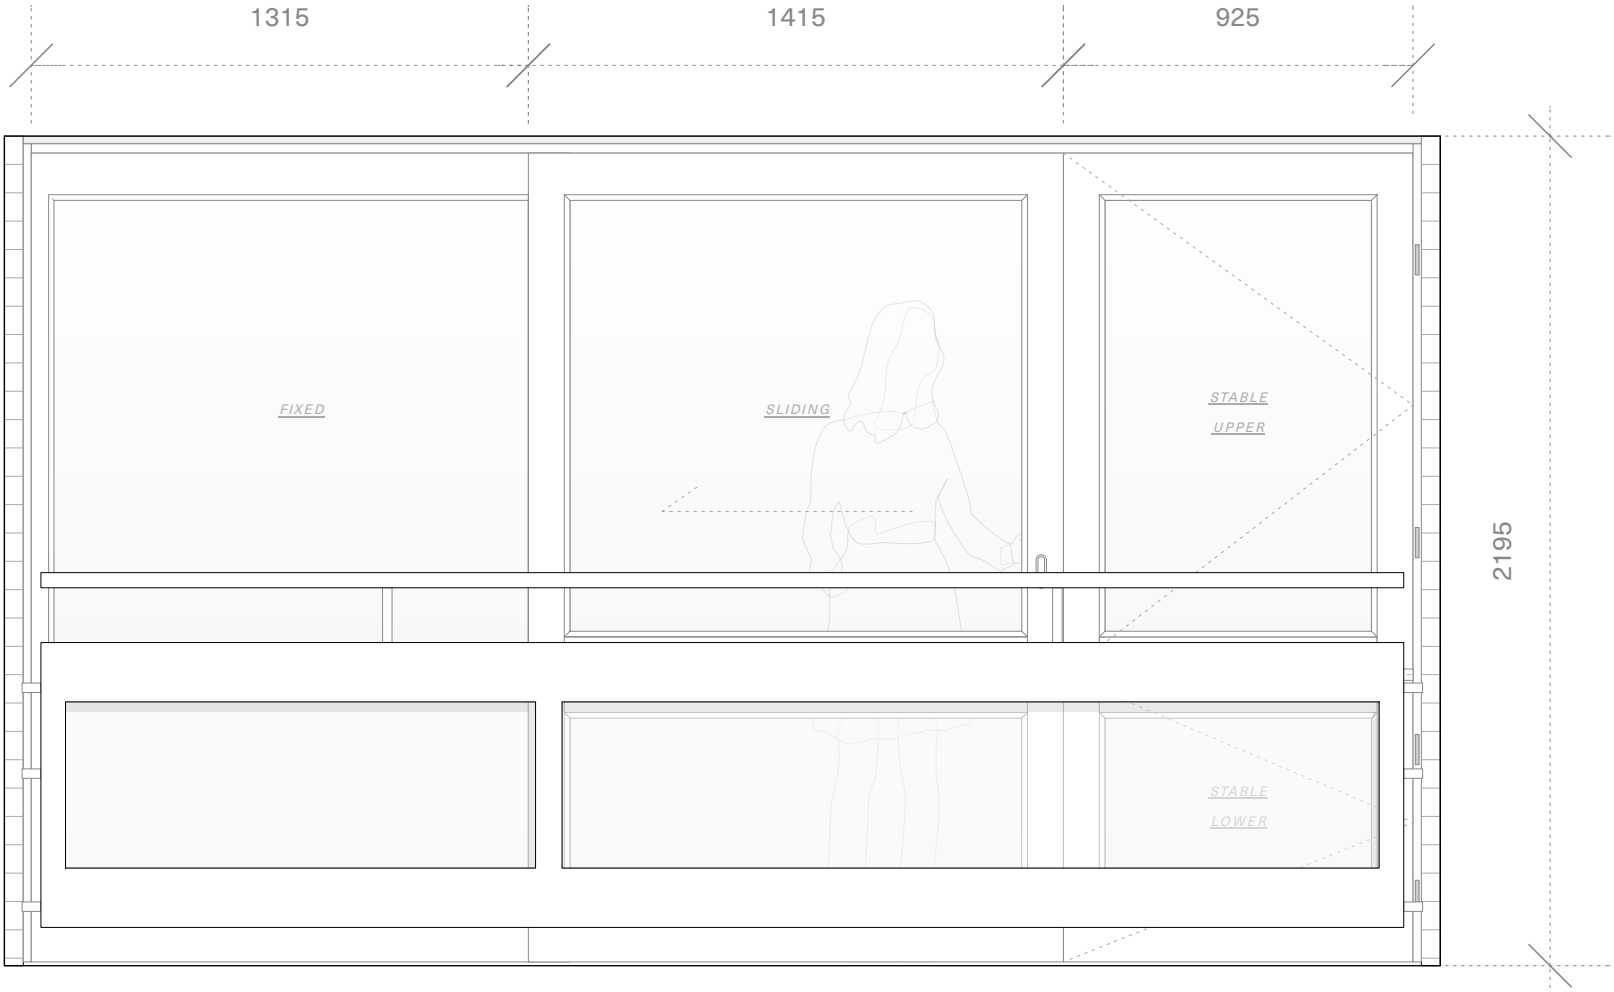 1315
1415
925
FIXED
SLIDING
STABLE
UPPER
2195
STABLE
LOWER